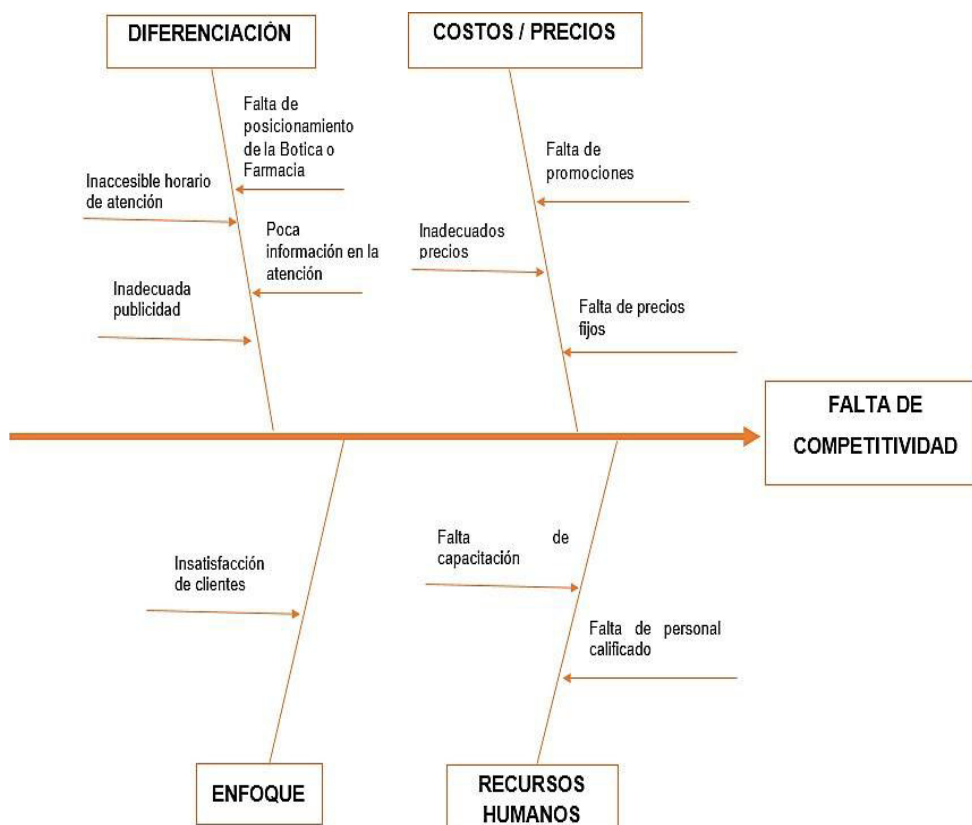 DIFERENCIACIÓN
COSTOS / PRECIOS
Falta de
posicionamiento
de la Botica o
Farmacia
Inaccesible horario
de atención
Poca
información en la
atención
Inadecuada
publicidad
Falta de
promociones
Inadecuados
precios
Falta de precios
fijos
FALTA DE
COMPETITIVIDAD
Insatisfacción
de clientes
Falta de
capacitación
Falta de personal
calificado
ENFOQUE
RECURSOS
HUMANOS